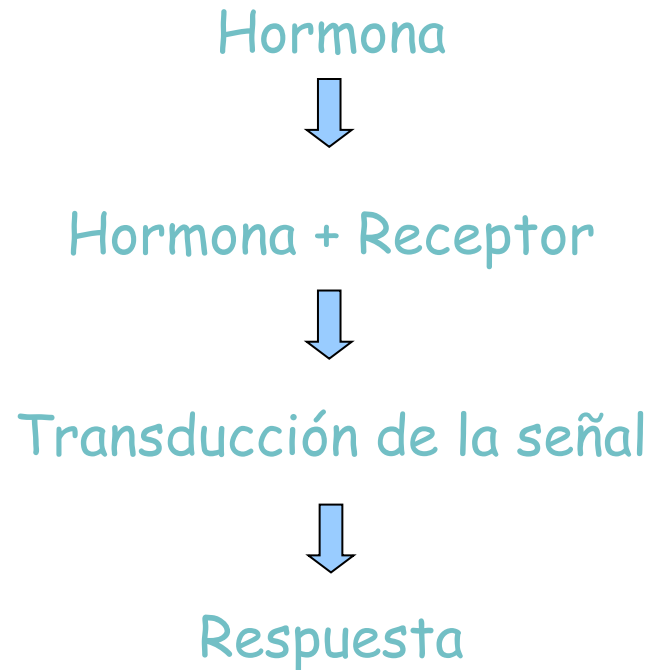 Hormona
Hormona + Receptor
Transducción de la señal
Respuesta